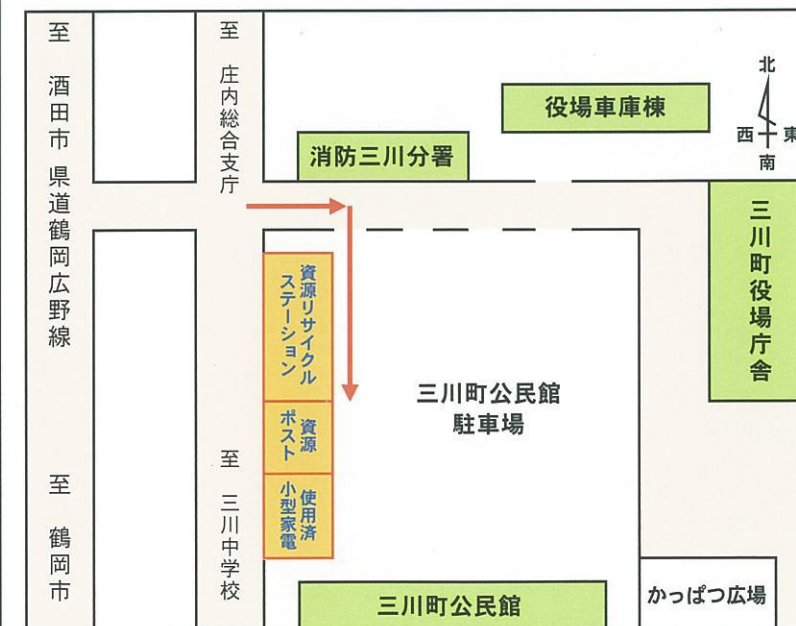 至 酒田市 県道鶴岡広野線 至 鶴岡市
至 庄内総合支庁
至 三川中学校
消防三川分署
役場車庫棟
北
西
東
南
三川町役場庁舎
資源リサイクル
ステーション
資源
ポスト
使用済
小型家電
三川町公民館
駐車場
三川町公民館
かっぱつ広場